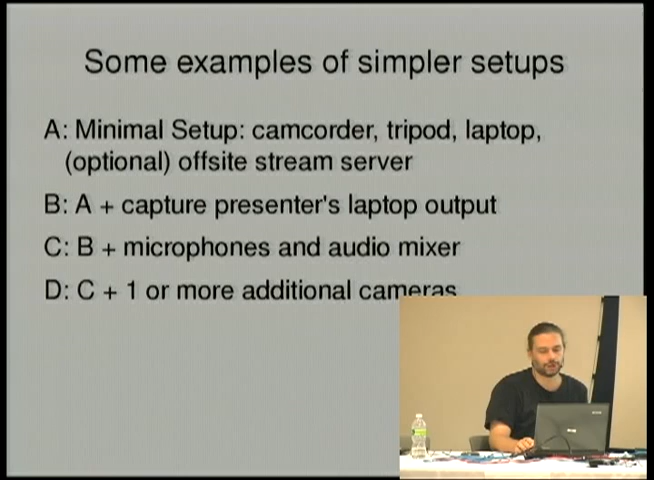 Some examples of simpler setups
A: Minimal Setup: camcorder, tripod, laptop,
(optional) offsite stream server
B: A + capture presenter's laptop output
C: B + microphones and audio mixer
D: C + 1 or more additional cameras